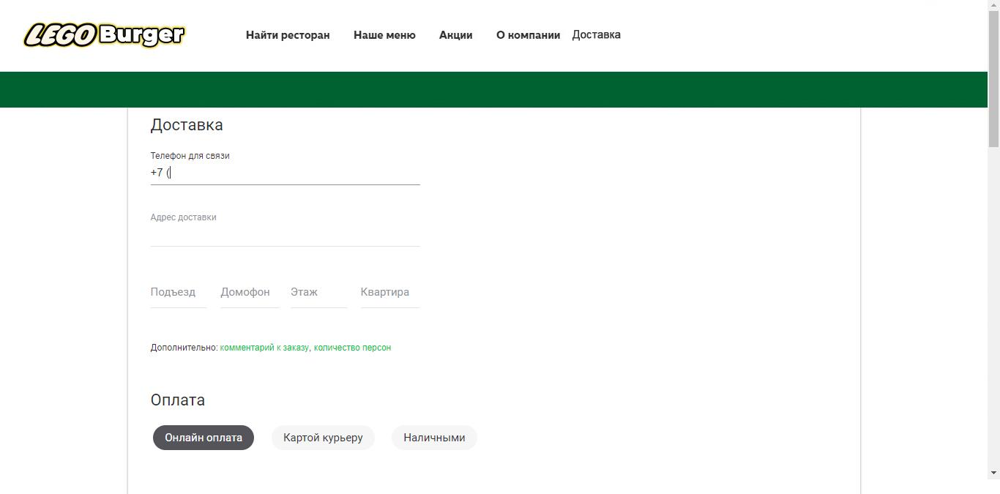 LEGO Burger Найти ресторан Наше меню Акции О компании Доставка
Доставка
Телефон для связи
+7 (
Адрес доставки
Подъезд Домофон Этаж Квартира
Дополнительно: комментарий к заказу, количество персон
Оплата
Онлайн оплата Картой курьеру Наличными